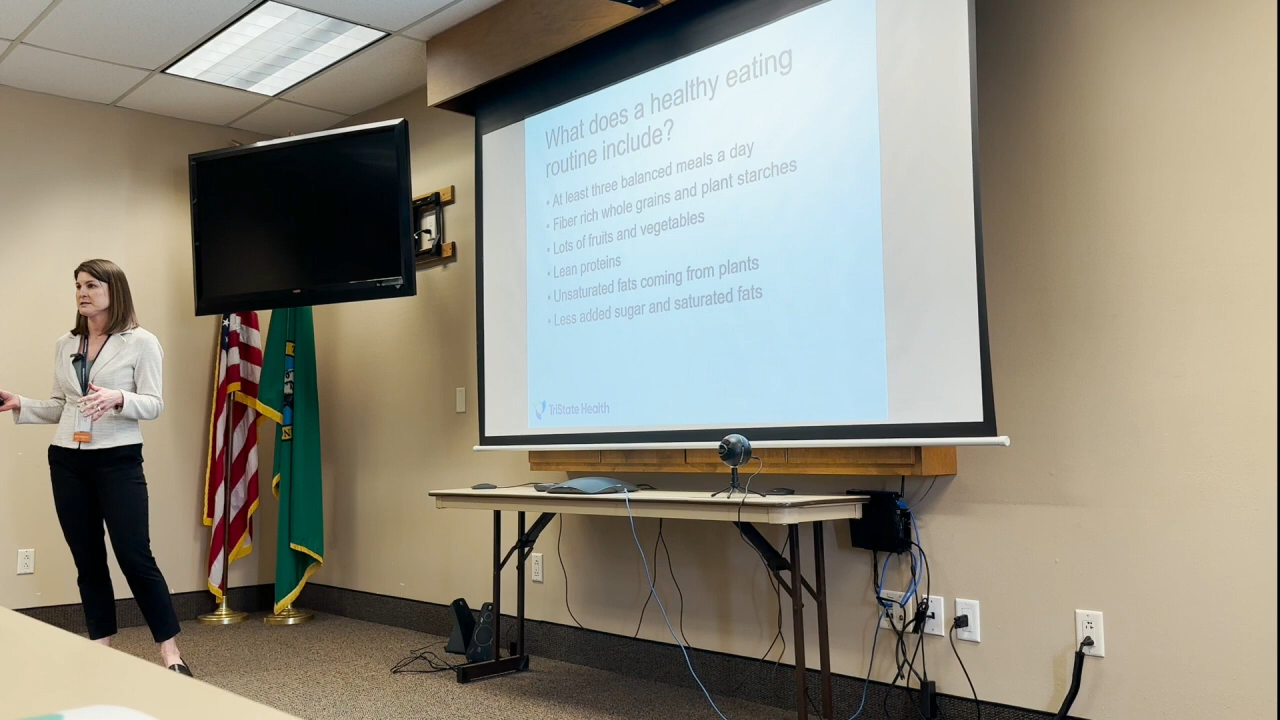 What does a healthy eating
routine include?
• At least three balanced meals a day
• Fiber rich whole grains and plant starches
• Lots of fruits and vegetables
• Lean proteins
• Unsaturated fats coming from plants
• Less added sugar and saturated fats
TriState Health